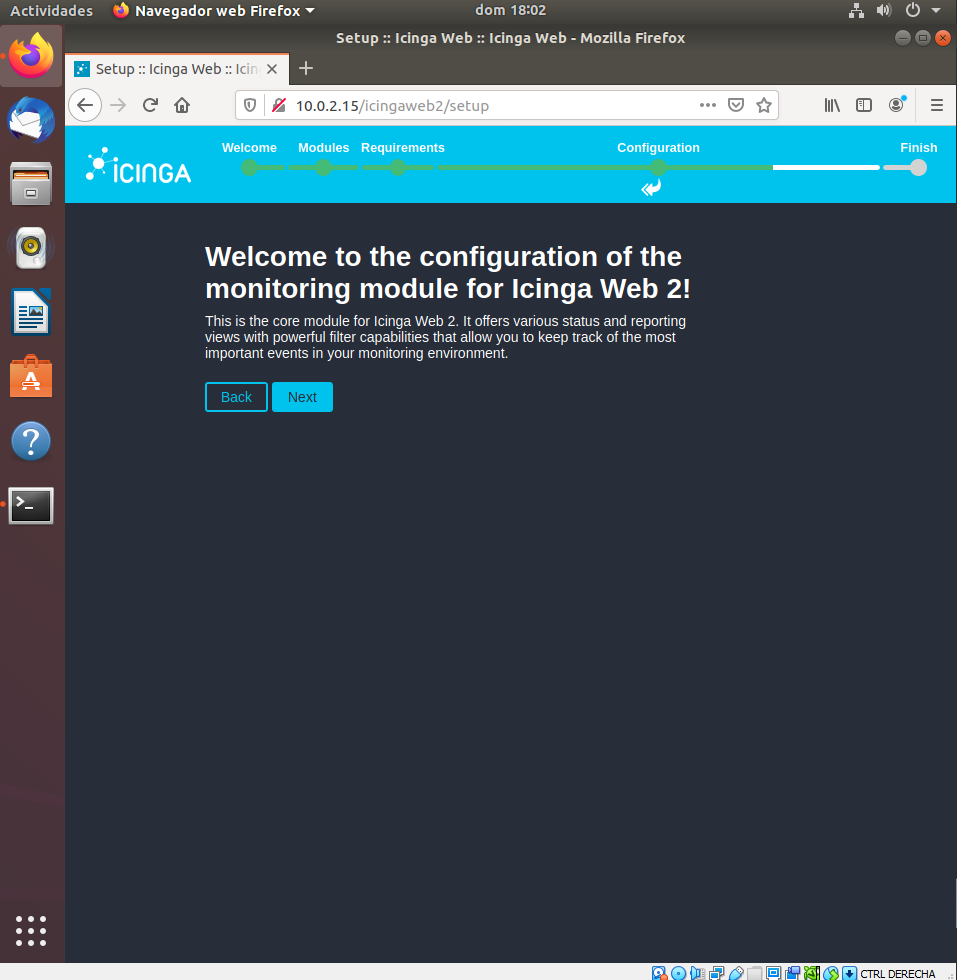 Actividades Navegador web Firefox dom 18:02
Setup :: Icinga Web :: Icinga Web - Mozilla Firefox
Setup :: Icinga Web :: Icin
10.0.2.15/icingaweb2/setup
Welcome Modules Requirements Configuration Finish
ICINGA
Welcome to the configuration of the
monitoring module for Icinga Web 2!
This is the core module for Icinga Web 2. It offers various status and reporting
views with powerful filter capabilities that allow you to keep track of the most
important events in your monitoring environment.
Back Next
CTRL DERECHA